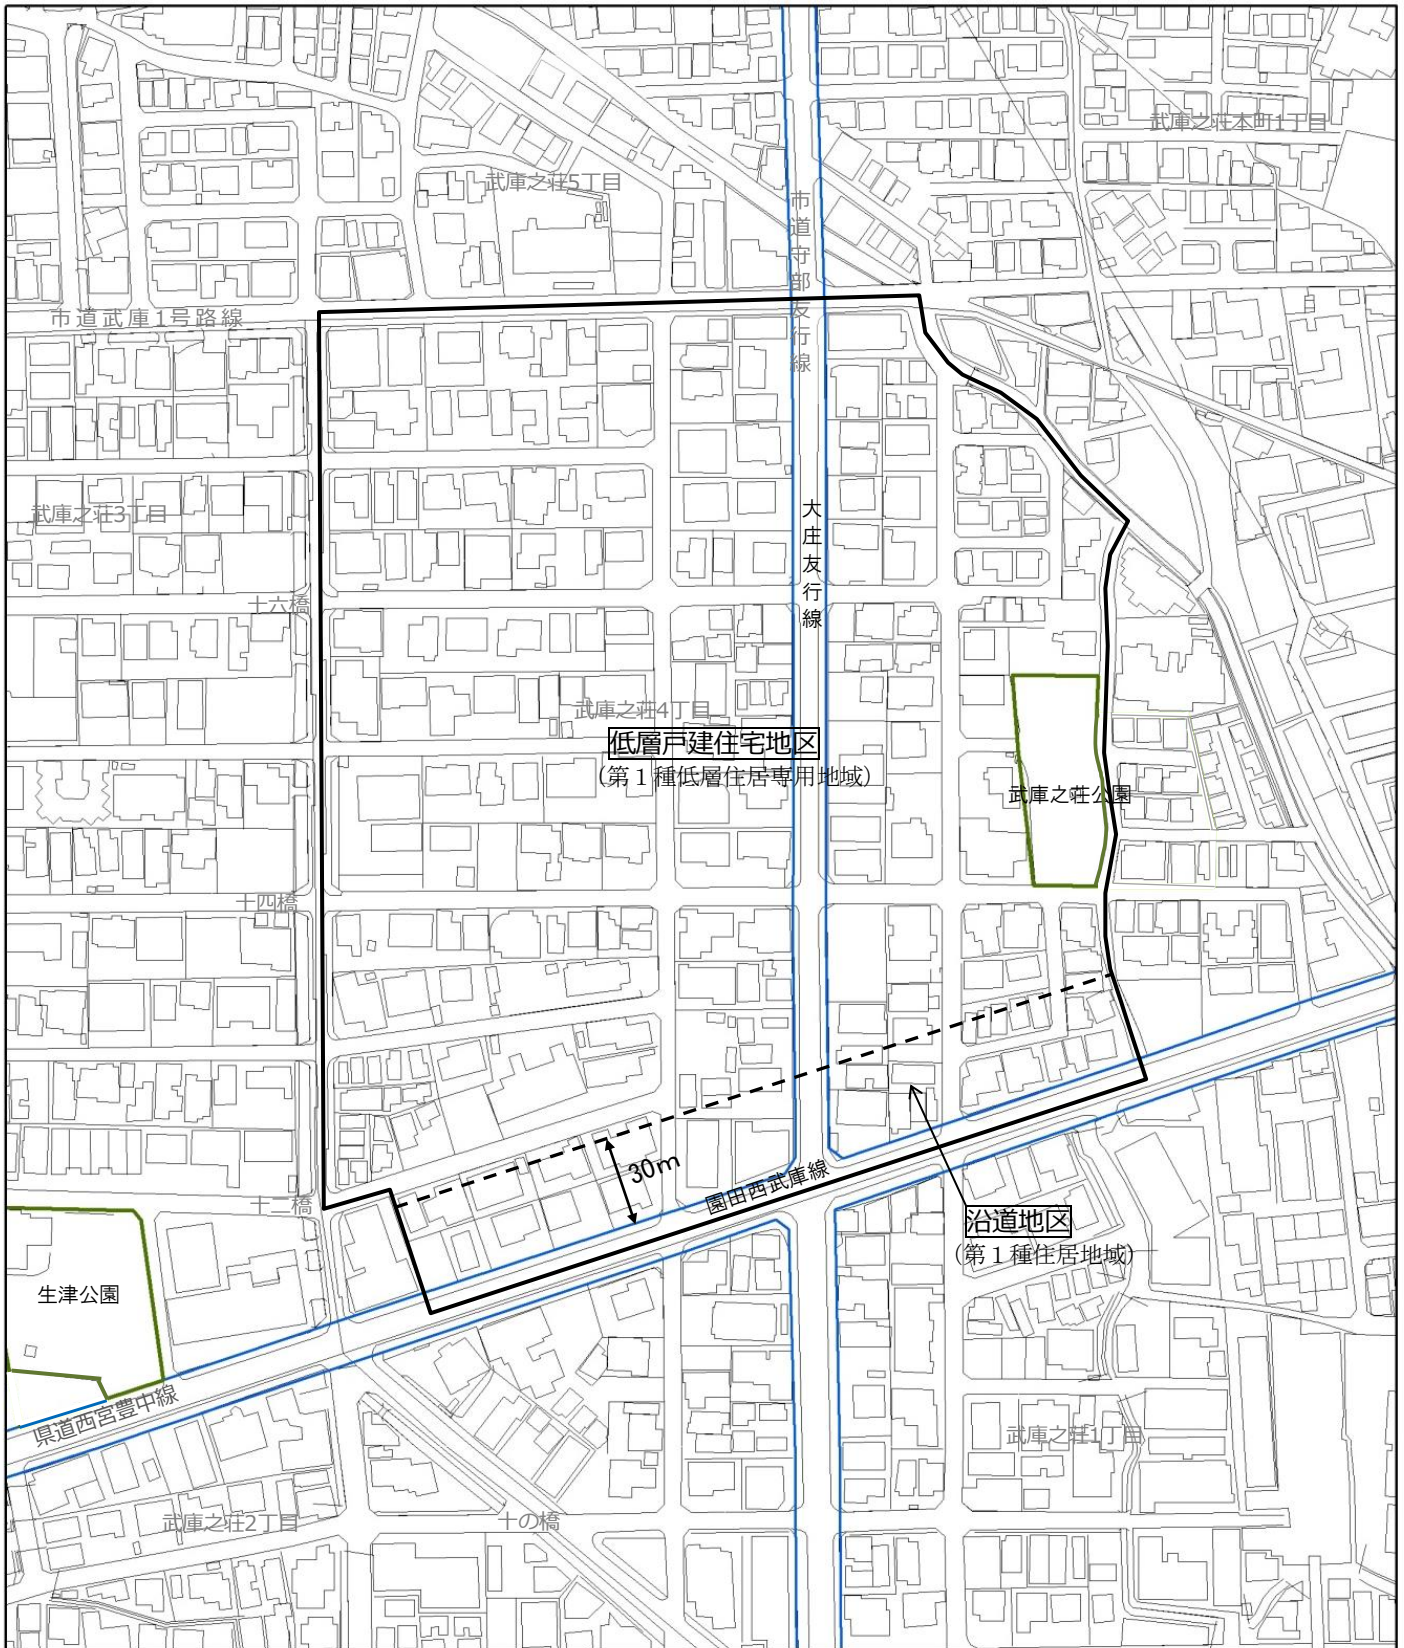 武庫之荘本町1丁目
武庫之荘5丁目
市道守部友行線
市道武庫1号路線
武庫之荘3丁目
大庄友行線
十六橋
武庫之荘4丁目
低層戸建住宅地区
（第１種低層住居専用地域）
武庫之荘公園
十四橋
30m
園田西武庫線
十二橋
沿道地区
（第１種住居地域）
生津公園
県道西宮豊中線
武庫之荘1丁目
武庫之荘2丁目
十の橋